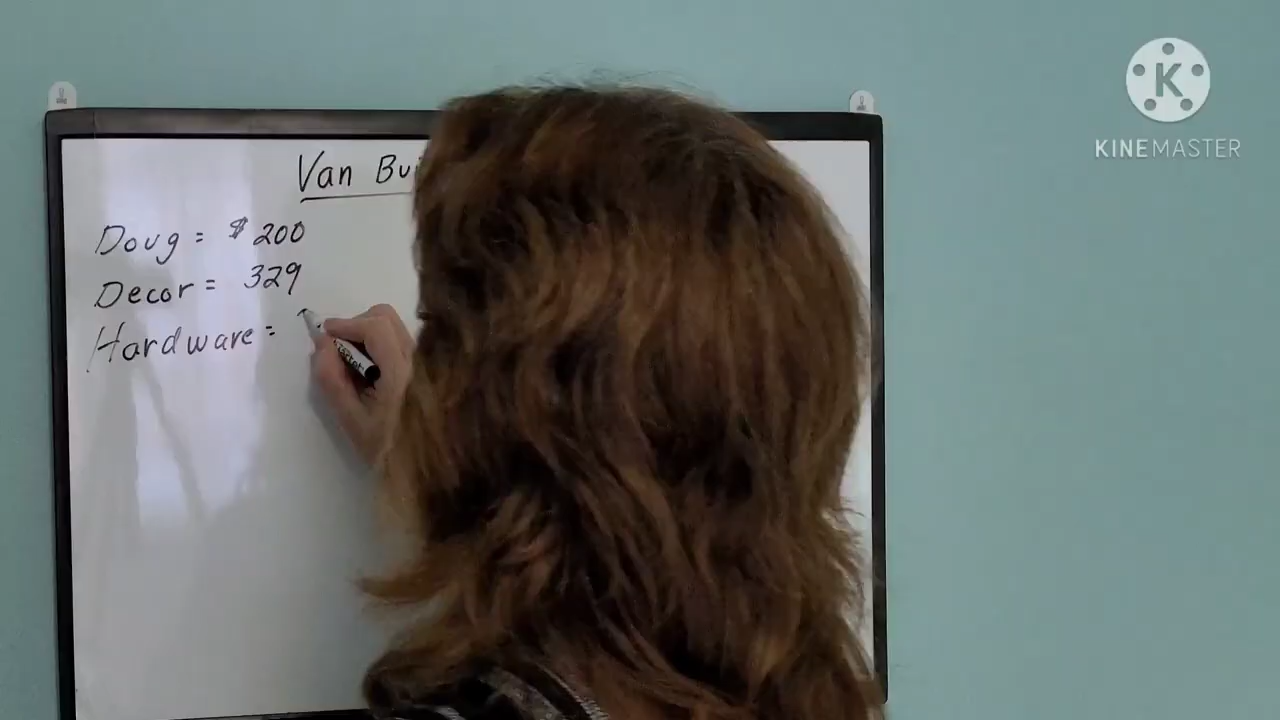 Van Bu
Doug = $200
Decor = 329
Hardware =
K
KINEMASTER